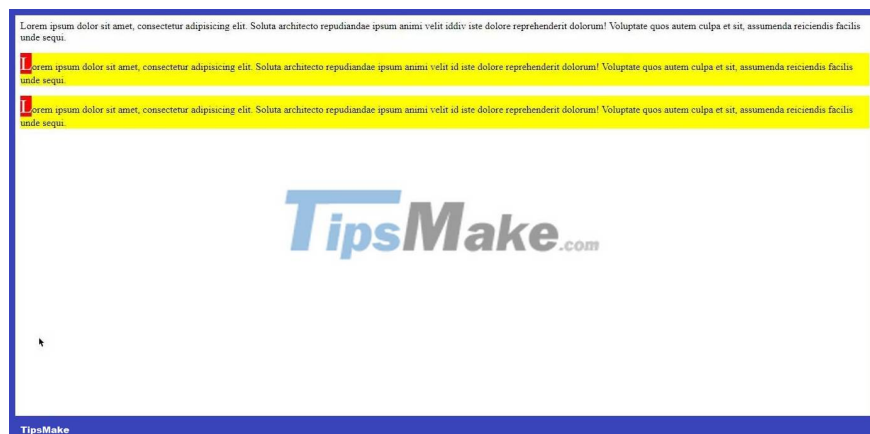 Lorem ipsum dolor sit amet, consectetur adipisicing elit. Soluta architecto repudiandae ipsum animi velit iddiv iste dolore reprehenderit dolorum! Voluptate quos autem culpa et sit, assumenda reiciendis facilis
unde sequi.
Lorem ipsum dolor sit amet, consectetur adipisicing elit. Soluta architecto repudiandae ipsum animi velit id iste dolore reprehenderit dolorum! Voluptate quos autem culpa et sit, assumenda reiciendis facilis
unde sequi.
Lorem ipsum dolor sit amet, consectetur adipisicing elit. Soluta architecto repudiandae ipsum animi velit id iste dolore reprehenderit dolorum! Voluptate quos autem culpa et sit, assumenda reiciendis facilis
unde sequi.
TipsMake.com
TipsMake